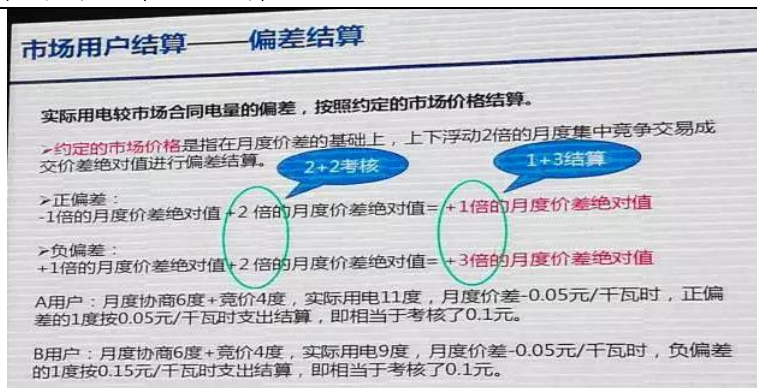 市场用户结算——偏差结算
实际用电较市场合同电量的偏差，按照约定的市场价格结算。
➢约定的市场价格是指在月度价差的基础上，上下浮动2倍的月度集中竞争交易成
交价差绝对值进行偏差结算。
2+2考核
1+3结算
➢正偏差：
-1倍的月度价差绝对值+2 倍的月度价差绝对值= +1倍的月度价差绝对值
➢负偏差：
+1倍的月度价差绝对值+2 倍的月度价差绝对值= +3倍的月度价差绝对值
A用户：月度协商6度+竞价4度，实际用电11度，月度价差-0.05元/千瓦时，正偏
差的1度按0.05元/千瓦时支出结算，即相当于考核了0.1元。
B用户：月度协商6度+竞价4度，实际用电9度，月度价差-0.05元/千瓦时，负偏差
的1度按0.15元/千瓦时支出结算，即相当于考核了0.1元。